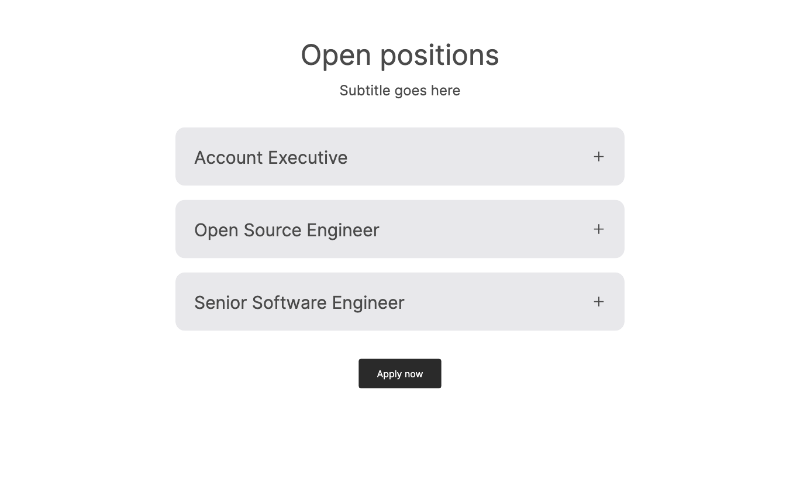 Open positions
Subtitle goes here
Account Executive +
Open Source Engineer +
Senior Software Engineer +
Apply now